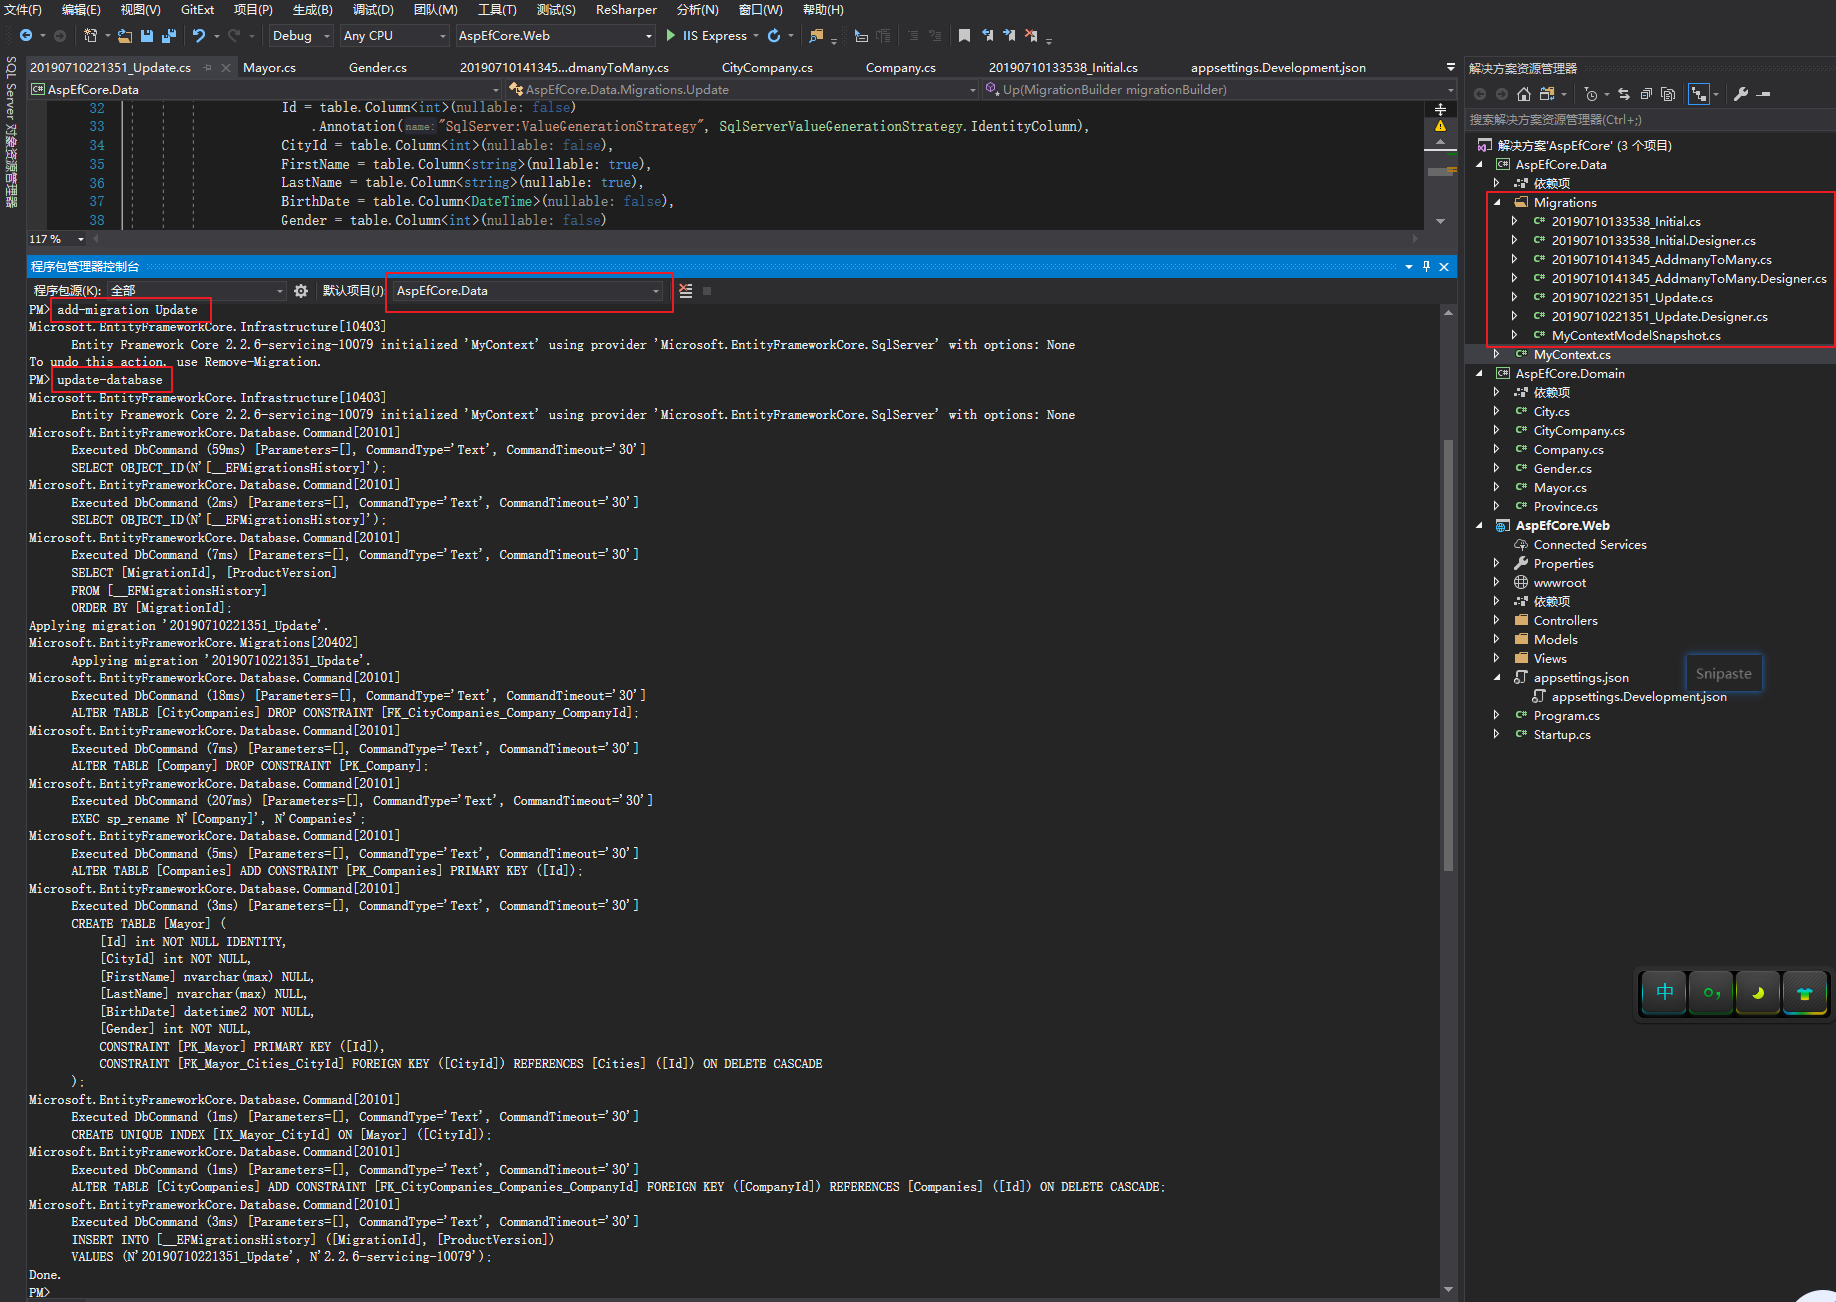 文件(F) 编辑(E) 视图(V) GitExt 项目(P) 生成(B) 调试(D) 团队(M) 工具(T) 测试(S) ReSharper 分析(N) 窗口(W) 帮助(H)
Debug Any CPU AspEfCore.Web IIS Express
SQL Server 对象资源管理器
20190710221351_Update.cs Mayor.cs Gender.cs 20190710141345...dmanyToMany.cs CityCompany.cs Company.cs 20190710133538_Initial.cs appsettings.Development.json
AspEfCore.Data AspEfCore.Data.Migrations.Update Up(MigrationBuilder migrationBuilder)
32 Id = table.Column<int>(nullable: false)
33 .Annotation(name:"SqlServer:ValueGenerationStrategy", SqlServerValueGenerationStrategy.IdentityColumn),
34 CityId = table.Column<int>(nullable: false),
35 FirstName = table.Column<string>(nullable: true),
36 LastName = table.Column<string>(nullable: true),
37 BirthDate = table.Column<DateTime>(nullable: false),
38 Gender = table.Column<int>(nullable: false)
117 %
程序包管理器控制台
程序包源(K): 全部 默认项目(J): AspEfCore.Data
PM> add-migration Update
Microsoft.EntityFrameworkCore.Infrastructure[10403]
Entity Framework Core 2.2.6-servicing-10079 initialized 'MyContext' using provider 'Microsoft.EntityFrameworkCore.SqlServer' with options: None
To undo this action, use Remove-Migration.
PM> update-database
Microsoft.EntityFrameworkCore.Infrastructure[10403]
Entity Framework Core 2.2.6-servicing-10079 initialized 'MyContext' using provider 'Microsoft.EntityFrameworkCore.SqlServer' with options: None
Microsoft.EntityFrameworkCore.Database.Command[20101]
Executed DbCommand (59ms) [Parameters=[], CommandType='Text', CommandTimeout='30']
SELECT OBJECT_ID(N'[__EFMigrationsHistory]');
Microsoft.EntityFrameworkCore.Database.Command[20101]
Executed DbCommand (2ms) [Parameters=[], CommandType='Text', CommandTimeout='30']
SELECT OBJECT_ID(N'[__EFMigrationsHistory]');
Microsoft.EntityFrameworkCore.Database.Command[20101]
Executed DbCommand (7ms) [Parameters=[], CommandType='Text', CommandTimeout='30']
SELECT [MigrationId], [ProductVersion]
FROM [__EFMigrationsHistory]
ORDER BY [MigrationId];
Applying migration '20190710221351_Update'.
Microsoft.EntityFrameworkCore.Migrations[20402]
Applying migration '20190710221351_Update'.
Microsoft.EntityFrameworkCore.Database.Command[20101]
Executed DbCommand (18ms) [Parameters=[], CommandType='Text', CommandTimeout='30']
ALTER TABLE [CityCompanies] DROP CONSTRAINT [FK_CityCompanies_Company_CompanyId];
Microsoft.EntityFrameworkCore.Database.Command[20101]
Executed DbCommand (7ms) [Parameters=[], CommandType='Text', CommandTimeout='30']
ALTER TABLE [Company] DROP CONSTRAINT [PK_Company];
Microsoft.EntityFrameworkCore.Database.Command[20101]
Executed DbCommand (207ms) [Parameters=[], CommandType='Text', CommandTimeout='30']
EXEC sp_rename N'[Company]', N'Companies';
Microsoft.EntityFrameworkCore.Database.Command[20101]
Executed DbCommand (5ms) [Parameters=[], CommandType='Text', CommandTimeout='30']
ALTER TABLE [Companies] ADD CONSTRAINT [PK_Companies] PRIMARY KEY ([Id]);
Microsoft.EntityFrameworkCore.Database.Command[20101]
Executed DbCommand (3ms) [Parameters=[], CommandType='Text', CommandTimeout='30']
CREATE TABLE [Mayor] (
[Id] int NOT NULL IDENTITY,
[CityId] int NOT NULL,
[FirstName] nvarchar(max) NULL,
[LastName] nvarchar(max) NULL,
[BirthDate] datetime2 NOT NULL,
[Gender] int NOT NULL,
CONSTRAINT [PK_Mayor] PRIMARY KEY ([Id]),
CONSTRAINT [FK_Mayor_Cities_CityId] FOREIGN KEY ([CityId]) REFERENCES [Cities] ([Id]) ON DELETE CASCADE
);
Microsoft.EntityFrameworkCore.Database.Command[20101]
Executed DbCommand (1ms) [Parameters=[], CommandType='Text', CommandTimeout='30']
CREATE UNIQUE INDEX [IX_Mayor_CityId] ON [Mayor] ([CityId]);
Microsoft.EntityFrameworkCore.Database.Command[20101]
Executed DbCommand (1ms) [Parameters=[], CommandType='Text', CommandTimeout='30']
ALTER TABLE [CityCompanies] ADD CONSTRAINT [FK_CityCompanies_Companies_CompanyId] FOREIGN KEY ([CompanyId]) REFERENCES [Companies] ([Id]) ON DELETE CASCADE;
Microsoft.EntityFrameworkCore.Database.Command[20101]
Executed DbCommand (3ms) [Parameters=[], CommandType='Text', CommandTimeout='30']
INSERT INTO [__EFMigrationsHistory] ([MigrationId], [ProductVersion])
VALUES (N'20190710221351_Update', N'2.2.6-servicing-10079');
Done.
PM>
解决方案资源管理器
搜索解决方案资源管理器(Ctrl+;)
解决方案'AspEfCore' (3 个项目)
AspEfCore.Data
依赖项
Migrations
20190710133538_Initial.cs
20190710133538_Initial.Designer.cs
20190710141345_AddmanyToMany.cs
20190710141345_AddmanyToMany.Designer.cs
20190710221351_Update.cs
20190710221351_Update.Designer.cs
MyContextModelSnapshot.cs
MyContext.cs
AspEfCore.Domain
依赖项
City.cs
CityCompany.cs
Company.cs
Gender.cs
Mayor.cs
Province.cs
AspEfCore.Web
Connected Services
Properties
wwwroot
依赖项
Controllers
Models
Views
appsettings.json
appsettings.Development.json
Program.cs
Startup.cs
Snipaste
中